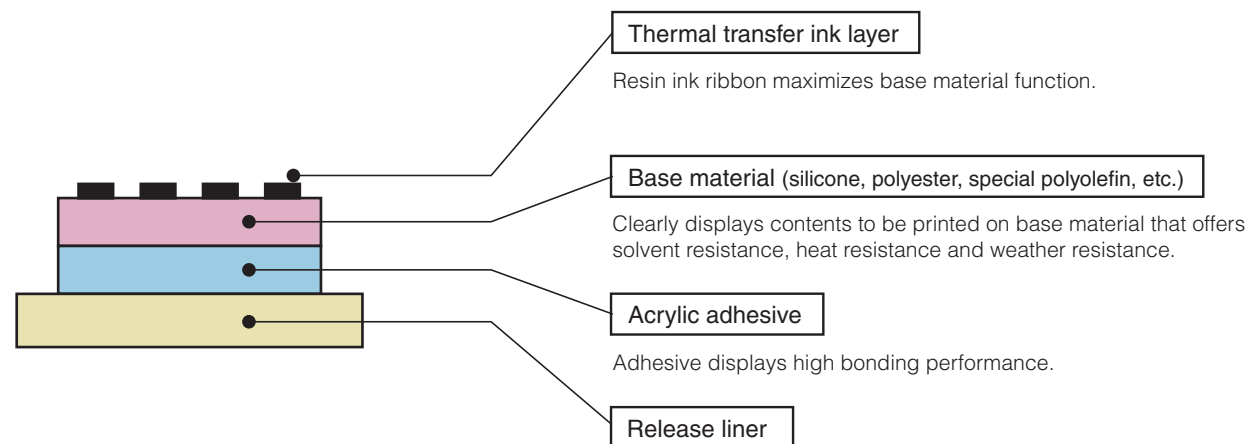 Thermal transfer ink layer
Resin ink ribbon maximizes base material function.
Base material (silicone, polyester, special polyolefin, etc.)
Clearly displays contents to be printed on base material that offers
solvent resistance, heat resistance and weather resistance.
Acrylic adhesive
Adhesive displays high bonding performance.
Release liner